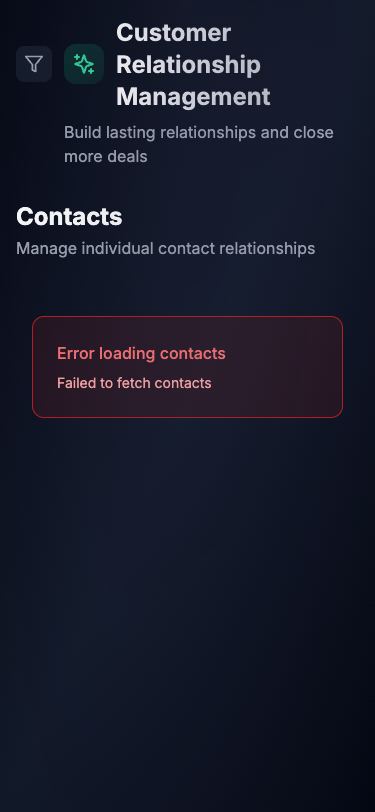 Customer
Relationship
Management
Build lasting relationships and close
more deals
Contacts
Manage individual contact relationships
Error loading contacts
Failed to fetch contacts